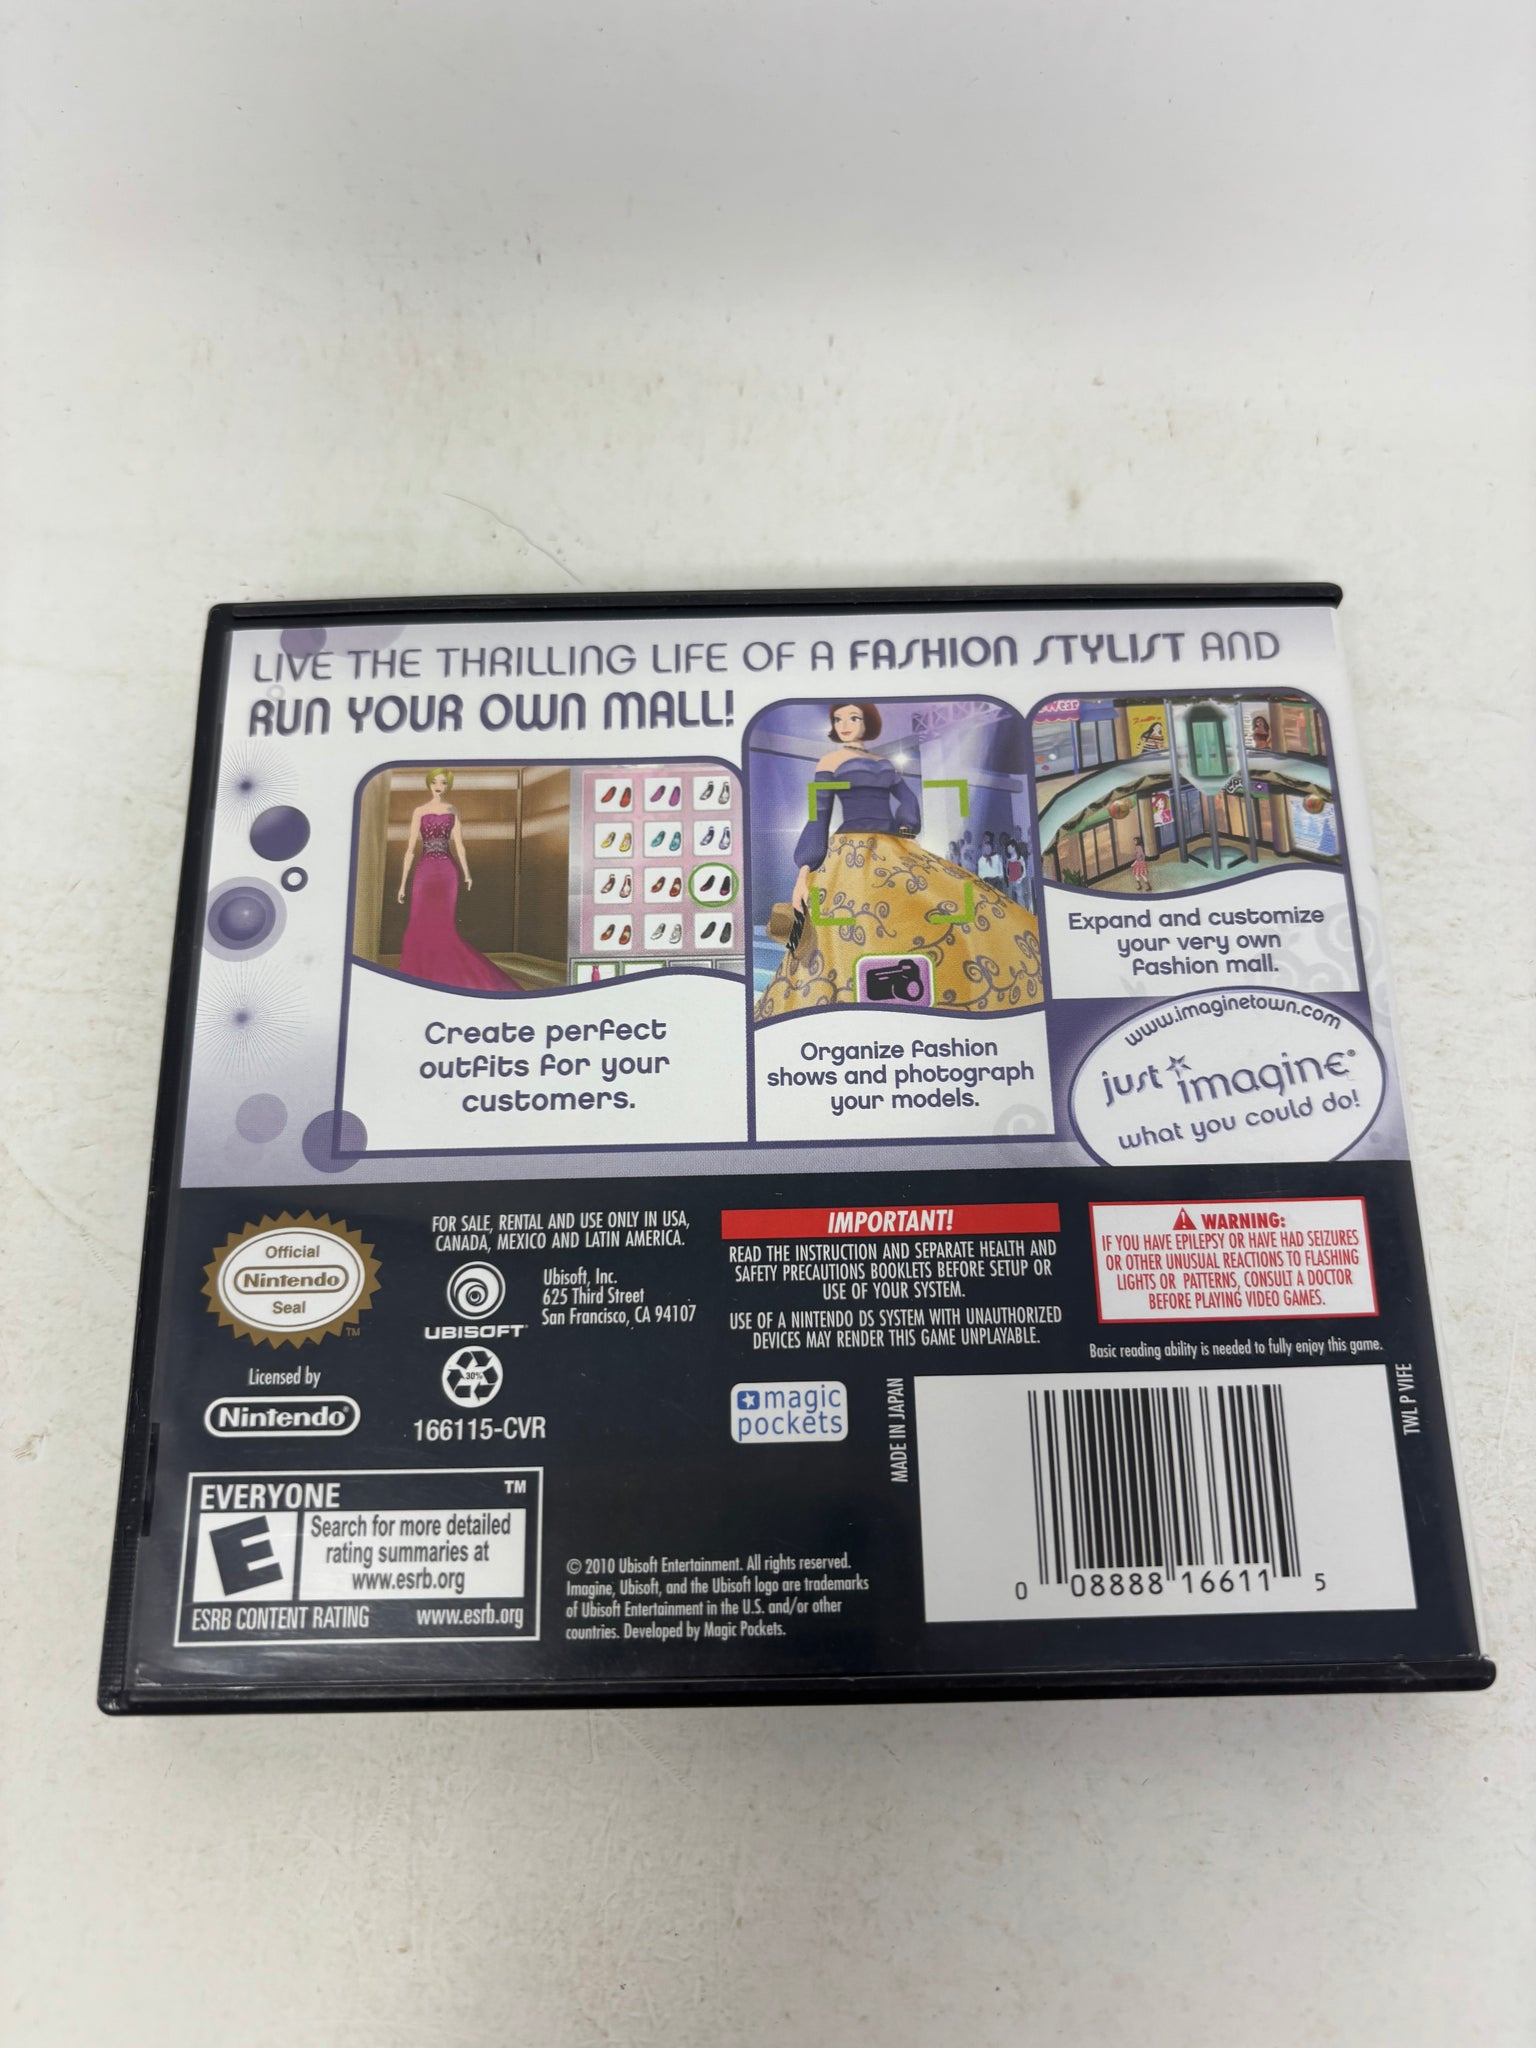 LIVE THE THRILLING LIFE OF A FASHION STYLIST AND
RUN YOUR OWN MALL!
Create perfect
outfits for your
customers.
Organize fashion
shows and photograph
your models.
Expand and customize
your very own
fashion mall.
www.imaginetown.com
just imagine®
what you could do!
Official
Nintendo
Seal
TM
Licensed by
Nintendo®
FOR SALE, RENTAL AND USE ONLY IN USA,
CANADA, MEXICO AND LATIN AMERICA.
UBISOFT
Ubisoft, Inc.
625 Third Street
San Francisco, CA 94107
30%
166115-CVR
IMPORTANT!
READ THE INSTRUCTION AND SEPARATE HEALTH AND
SAFETY PRECAUTIONS BOOKLETS BEFORE SETUP OR
USE OF YOUR SYSTEM.
USE OF A NINTENDO DS SYSTEM WITH UNAUTHORIZED
DEVICES MAY RENDER THIS GAME UNPLAYABLE.
magic
pockets
WARNING:
IF YOU HAVE EPILEPSY OR HAVE HAD SEIZURES
OR OTHER UNUSUAL REACTIONS TO FLASHING
LIGHTS OR PATTERNS, CONSULT A DOCTOR
BEFORE PLAYING VIDEO GAMES.
Basic reading ability is needed to fully enjoy this game.
MADE IN JAPAN
TWL P VIFE
EVERYONE
TM
E
Search for more detailed
rating summaries at
www.esrb.org
ESRB CONTENT RATING www.esrb.org
© 2010 Ubisoft Entertainment. All rights reserved.
Imagine, Ubisoft, and the Ubisoft logo are trademarks
of Ubisoft Entertainment in the U.S. and/or other
countries. Developed by Magic Pockets.
0 08888 16611 5